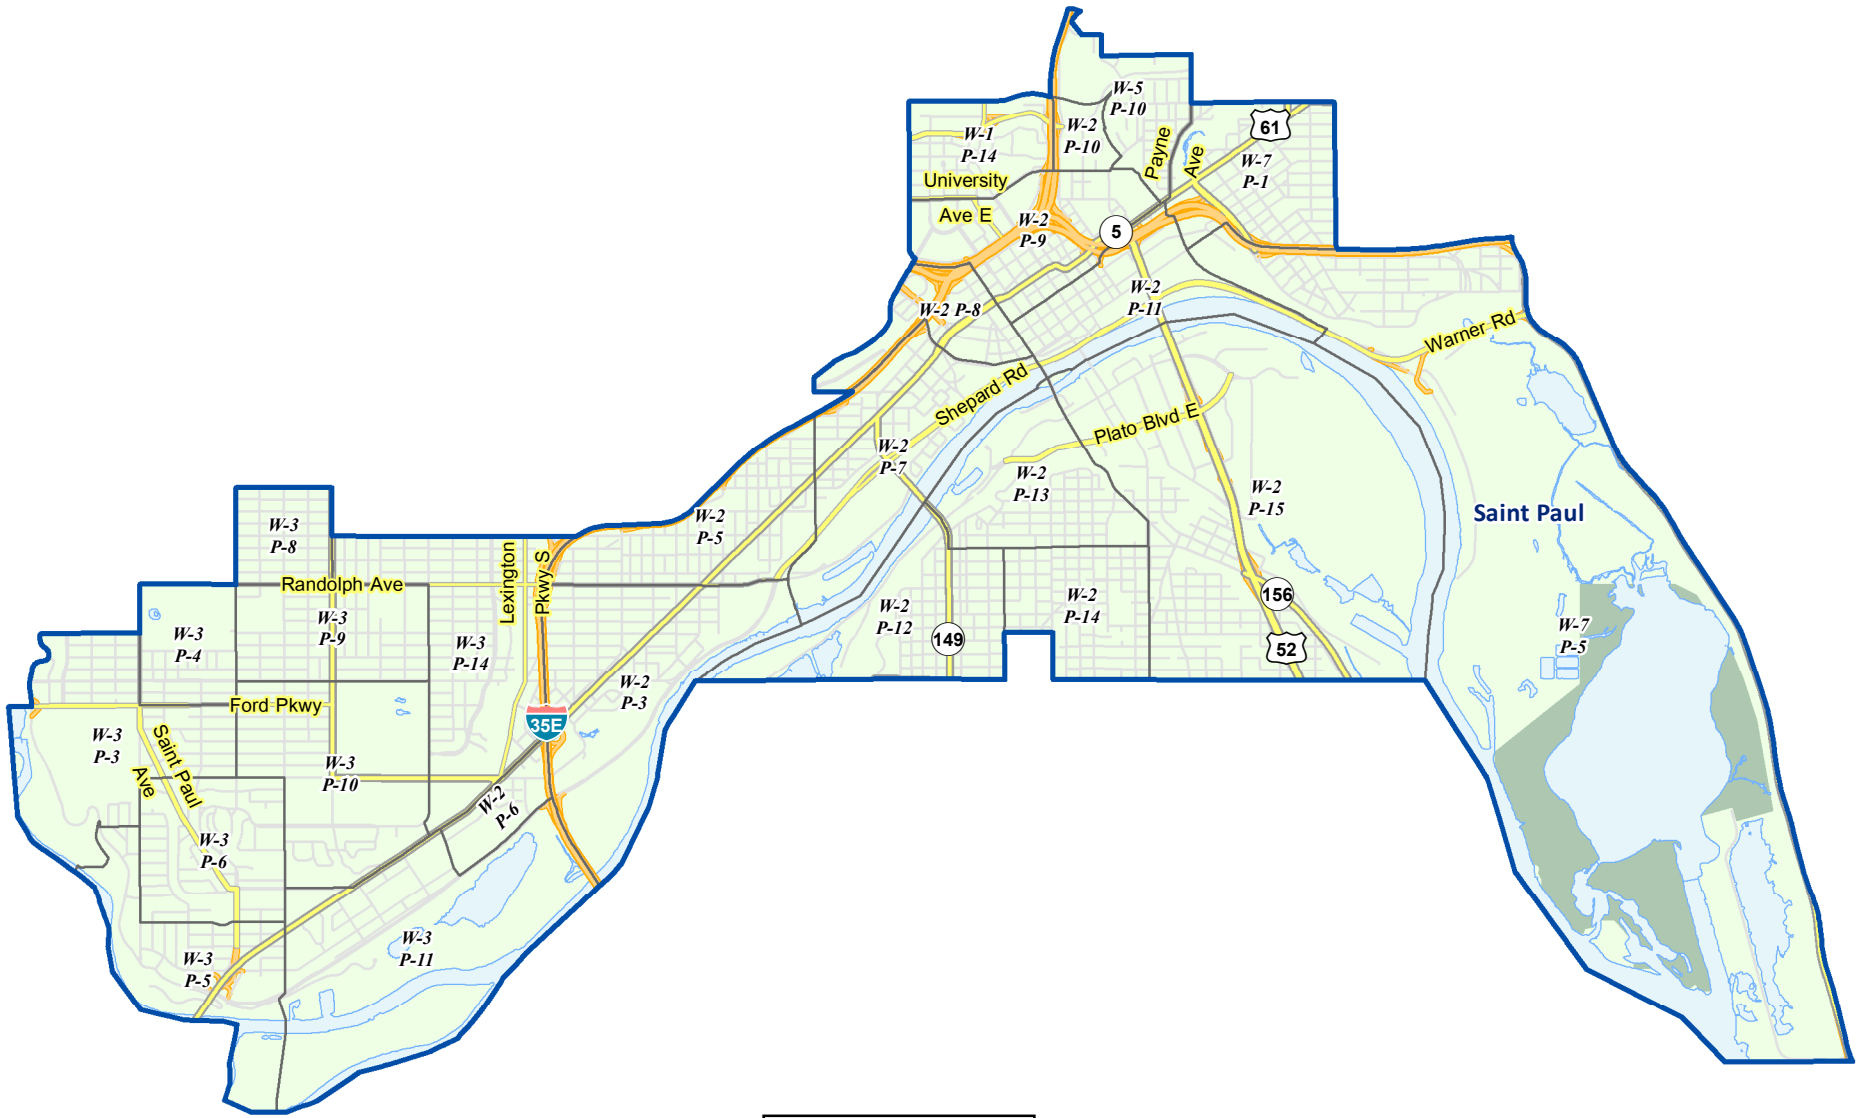 W-5
P-10
61
W-1
P-14
W-2
P-10
Payne
Ave
W-7
P-1
University
Ave E
W-2
P-9
5
W-2 P-8
W-2
P-11
Warner Rd
Shepard Rd
Plato Blvd E
W-2
P-7
W-2
P-13
W-2
P-15
Saint Paul
W-3
P-8
W-2
P-5
Lexington
Pkwy S
Randolph Ave
W-3
P-9
W-3
P-4
W-3
P-14
W-2
P-12
149
W-2
P-14
156
52
W-7
P-5
W-2
P-3
Ford Pkwy
35E
W-3
P-3
Saint Paul
Ave
W-3
P-10
W-2
P-6
W-3
P-6
W-3
P-11
W-3
P-5